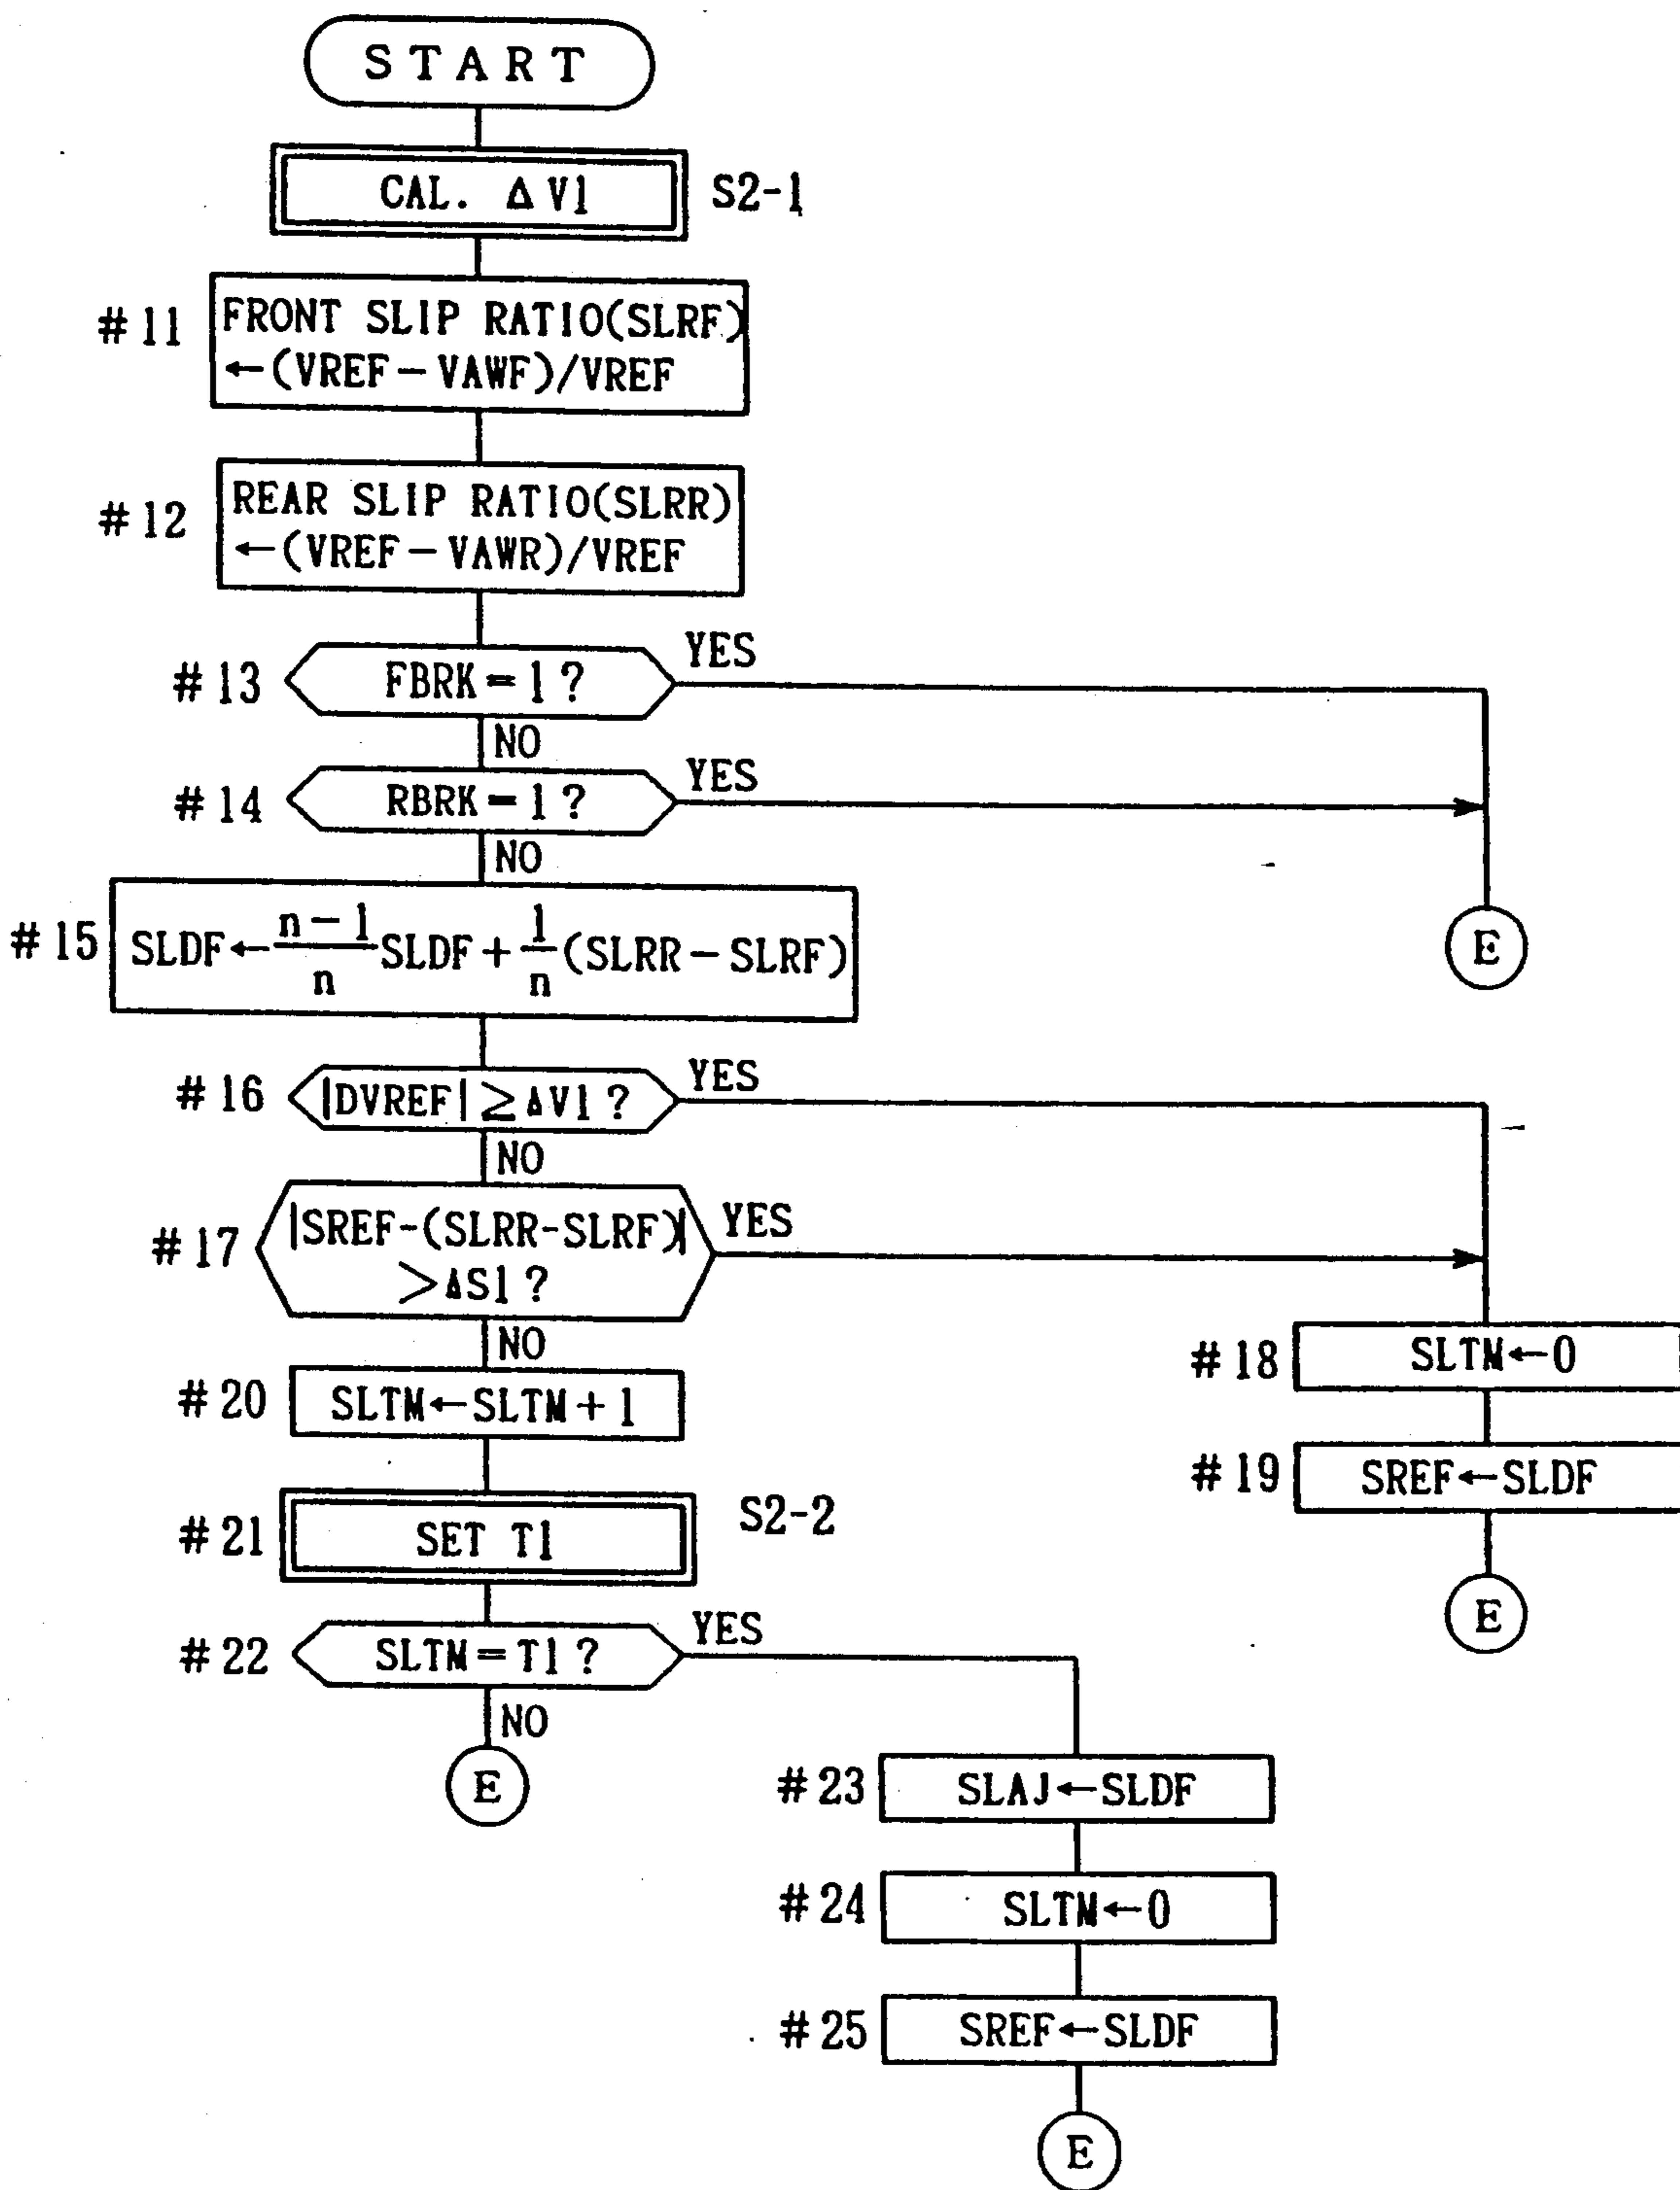 START
CAL. Δ V1
S2-1
#11
FRONT SLIP RATIO(SLRF)
←(VREF-VAWF)/VREF
#12
REAR SLIP RATIO(SLRR)
←(VREF-VAWR)/VREF
#13
FBRK=1?
YES
NO
#14
RBRK=1?
YES
NO
E
#15
SLDF← n-1/n SLDF + 1/n (SLRR-SLRF)
#16
|DVREF|≧ΔV1?
YES
NO
#17
|SREF-(SLRR-SLRF)|
>ΔS1?
YES
NO
#18
SLTM←0
#19
SREF←SLDF
E
#20
SLTM←SLTM+1
#21
SET T1
S2-2
#22
SLTM=T1?
YES
NO
E
#23
SLAJ←SLDF
#24
SLTM←0
#25
SREF←SLDF
E